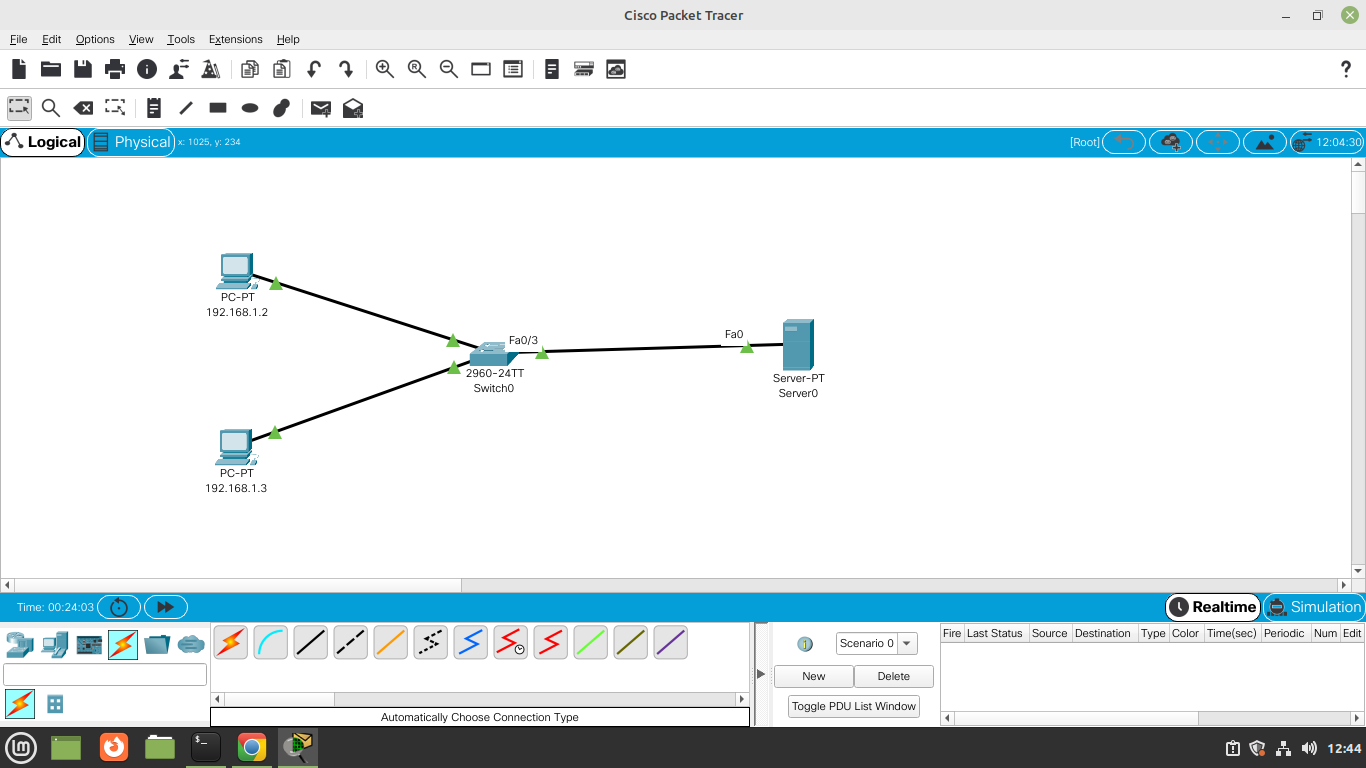 Cisco Packet Tracer
File Edit Options View Tools Extensions Help
Logical Physical x: 1025, y: 234 [Root] 12:04:30
PC-PT
192.168.1.2
Fa0/3
Fa0
2960-24TT
Switch0
Server-PT
Server0
PC-PT
192.168.1.3
Time: 00:24:03 Realtime Simulation
Scenario 0
New Delete
Toggle PDU List Window
Fire Last Status Source Destination Type Color Time(sec) Periodic Num Edit
Automatically Choose Connection Type
12:44